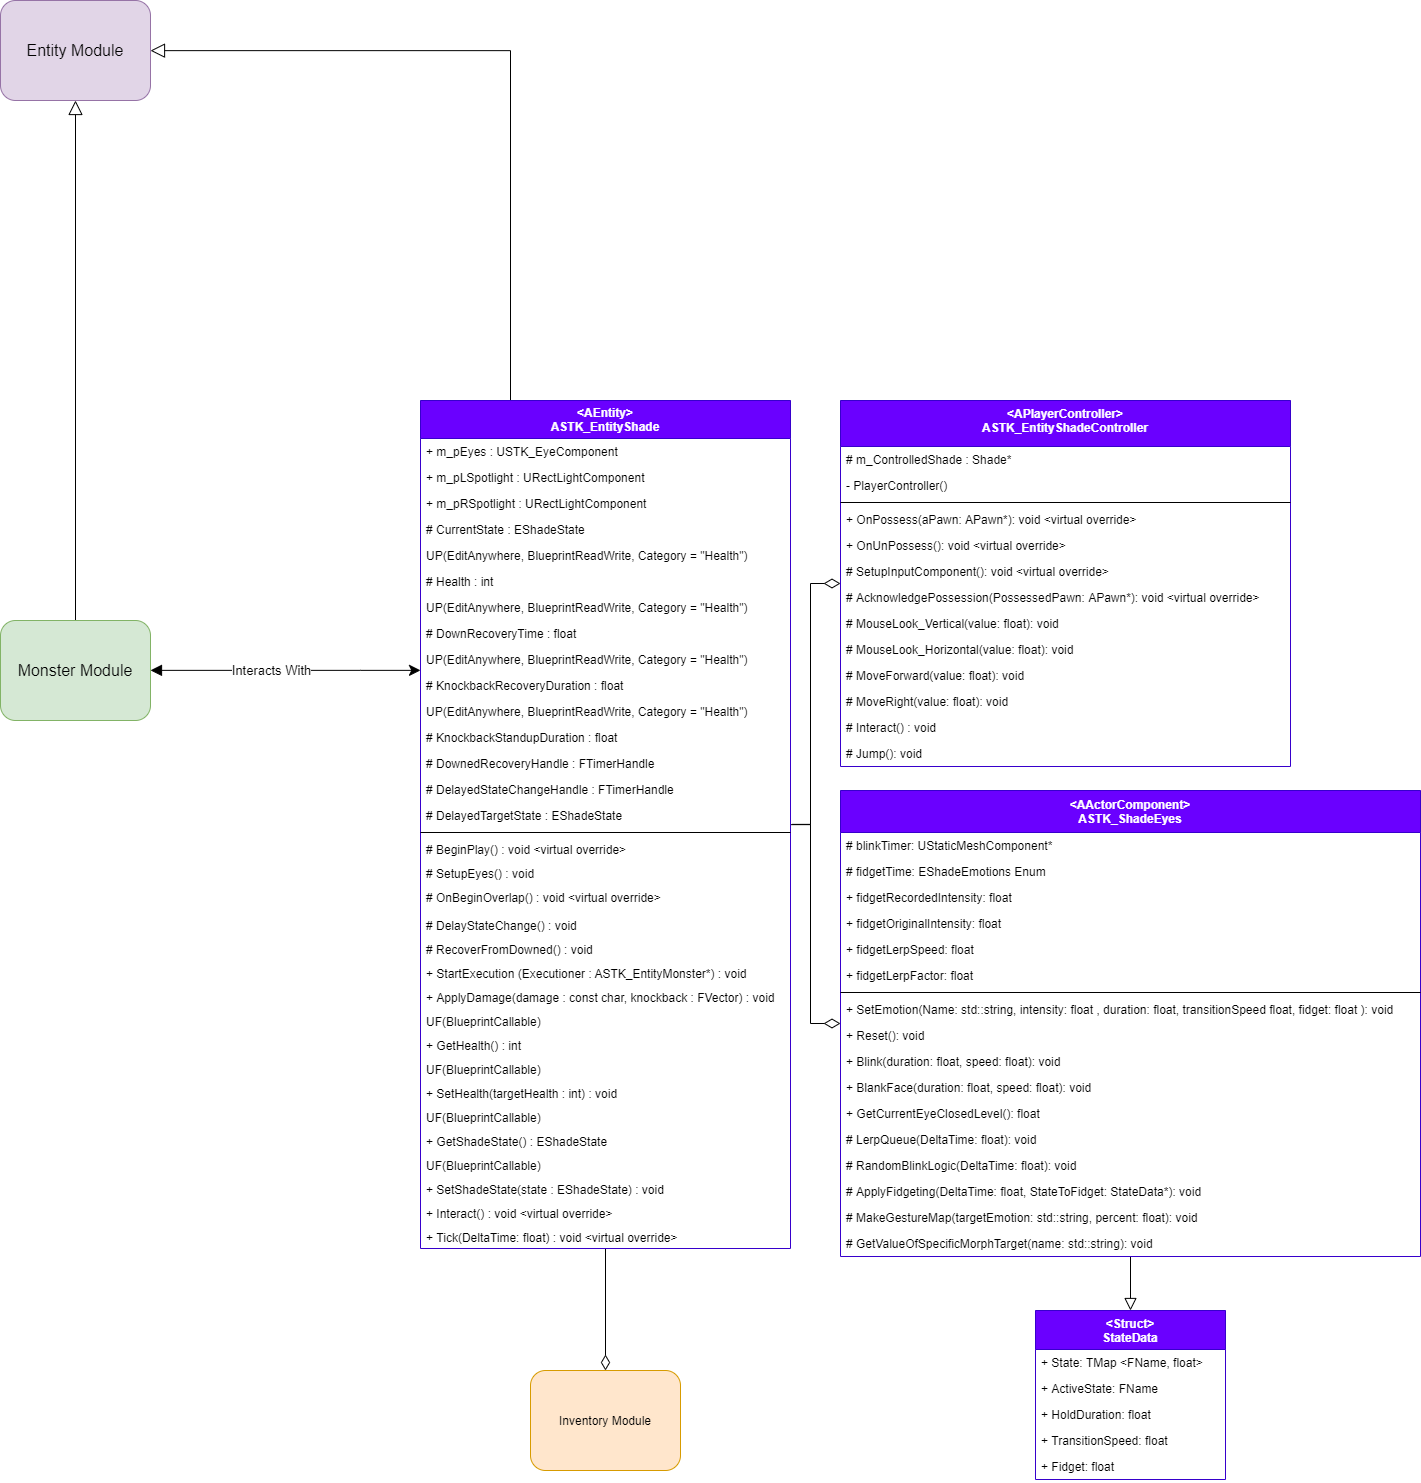 Entity Module
Monster Module
Interacts With
<AEntity>
ASTK_EntityShade
+ m_pEyes : USTK_EyeComponent
+ m_pLSpotlight : URectLightComponent
+ m_pRSpotlight : URectLightComponent
# CurrentState : EShadeState
UP(EditAnywhere, BlueprintReadWrite, Category = "Health")
# Health : int
UP(EditAnywhere, BlueprintReadWrite, Category = "Health")
# DownRecoveryTime : float
UP(EditAnywhere, BlueprintReadWrite, Category = "Health")
# KnockbackRecoveryDuration : float
UP(EditAnywhere, BlueprintReadWrite, Category = "Health")
# KnockbackStandupDuration : float
# DownedRecoveryHandle : FTimerHandle
# DelayedStateChangeHandle : FTimerHandle
# DelayedTargetState : EShadeState
# BeginPlay() : void <virtual override>
# SetupEyes() : void
# OnBeginOverlap() : void <virtual override>
# DelayStateChange() : void
# RecoverFromDowned() : void
+ StartExecution (Executioner : ASTK_EntityMonster*) : void
+ ApplyDamage(damage : const char, knockback : FVector) : void
UF(BlueprintCallable)
+ GetHealth() : int
UF(BlueprintCallable)
+ SetHealth(targetHealth : int) : void
UF(BlueprintCallable)
+ GetShadeState() : EShadeState
UF(BlueprintCallable)
+ SetShadeState(state : EShadeState) : void
+ Interact() : void <virtual override>
+ Tick(DeltaTime: float) : void <virtual override>
<APlayerController>
ASTK_EntityShadeController
# m_ControlledShade : Shade*
- PlayerController()
+ OnPossess(aPawn: APawn*): void <virtual override>
+ OnUnPossess(): void <virtual override>
# SetupInputComponent(): void <virtual override>
# AcknowledgePossession(PossessedPawn: APawn*): void <virtual override>
# MouseLook_Vertical(value: float): void
# MouseLook_Horizontal(value: float): void
# MoveForward(value: float): void
# MoveRight(value: float): void
# Interact() : void
# Jump(): void
<AActorComponent>
ASTK_ShadeEyes
# blinkTimer: UStaticMeshComponent*
# fidgetTime: EShadeEmotions Enum
+ fidgetRecordedIntensity: float
+ fidgetOriginalIntensity: float
+ fidgetLerpSpeed: float
+ fidgetLerpFactor: float
+ SetEmotion(Name: std::string, intensity: float , duration: float, transitionSpeed float, fidget: float ): void
+ Reset(): void
+ Blink(duration: float, speed: float): void
+ BlankFace(duration: float, speed: float): void
+ GetCurrentEyeClosedLevel(): float
# LerpQueue(DeltaTime: float): void
# RandomBlinkLogic(DeltaTime: float): void
# ApplyFidgeting(DeltaTime: float, StateToFidget: StateData*): void
# MakeGestureMap(targetEmotion: std::string, percent: float): void
# GetValueOfSpecificMorphTarget(name: std::string): void
<Struct>
StateData
+ State: TMap <FName, float>
+ ActiveState: FName
+ HoldDuration: float
+ TransitionSpeed: float
+ Fidget: float
Inventory Module